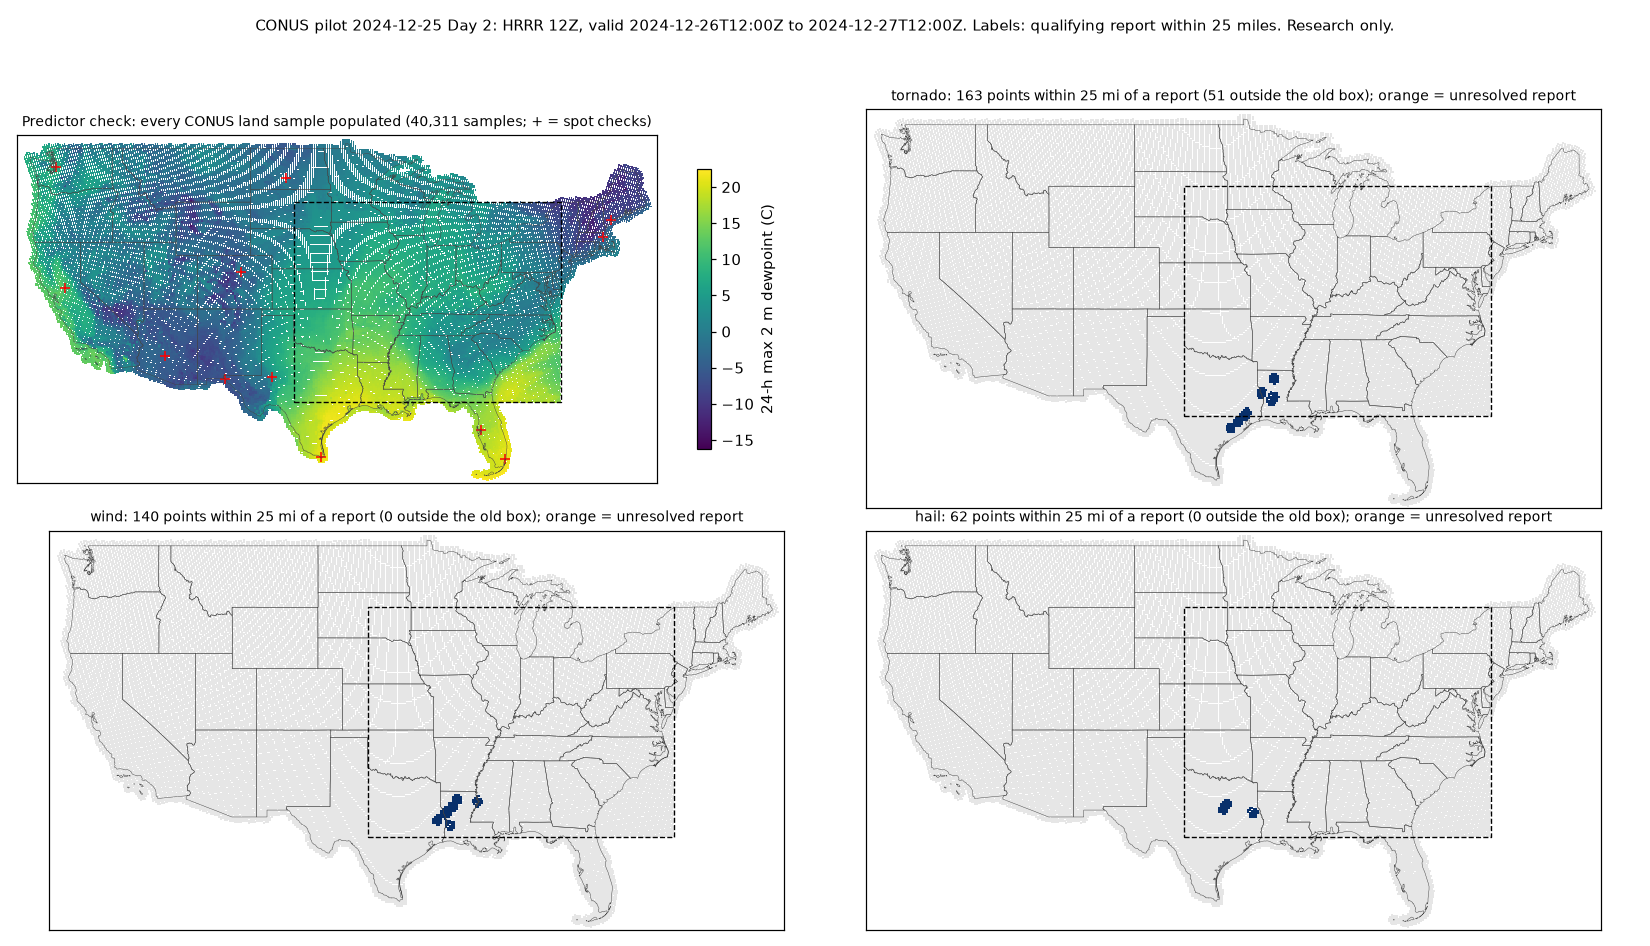 CONUS pilot 2024-12-25 Day 2: HRRR 12Z, valid 2024-12-26T12:00Z to 2024-12-27T12:00Z. Labels: qualifying report within 25 miles. Research only.
Predictor check: every CONUS land sample populated (40,311 samples; + = spot checks)
20
15
10
5
0
−5
−10
−15
24-h max 2 m dewpoint (C)
tornado: 163 points within 25 mi of a report (51 outside the old box); orange = unresolved report
wind: 140 points within 25 mi of a report (0 outside the old box); orange = unresolved report
hail: 62 points within 25 mi of a report (0 outside the old box); orange = unresolved report